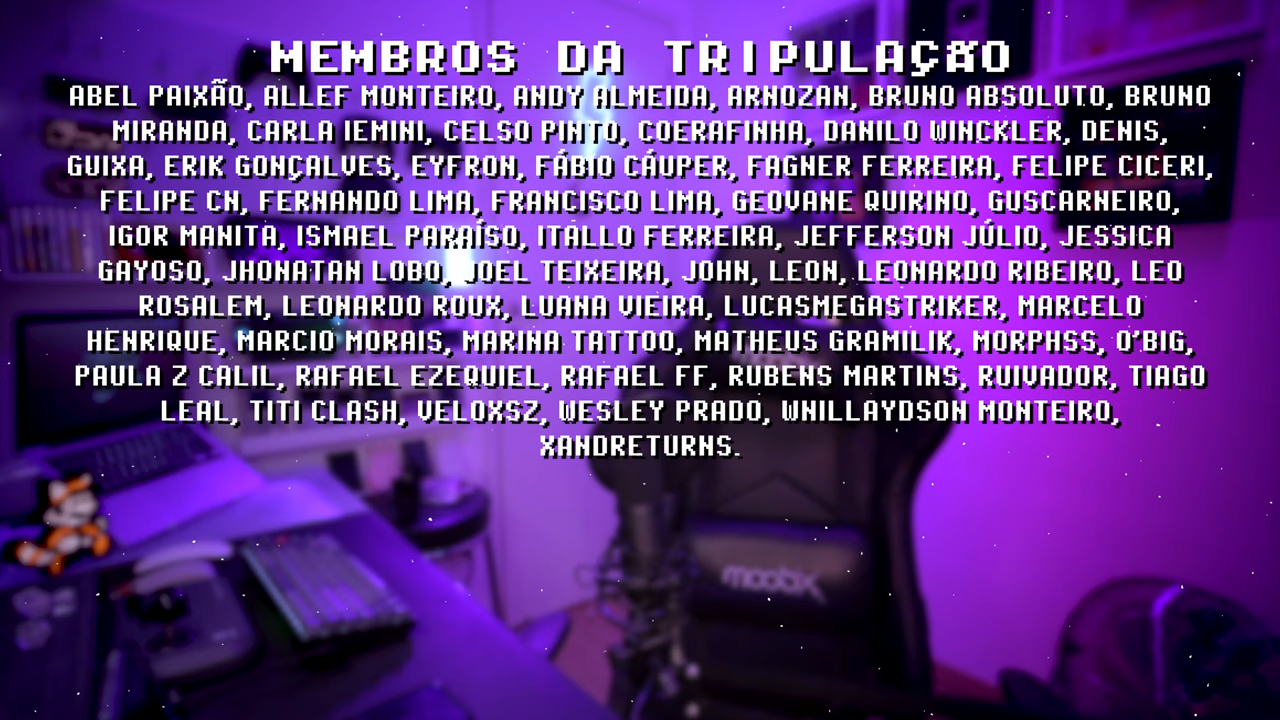 MEMBROS DA TRIPULAÇÃO
ABEL PAIXÃO, ALLEF MONTEIRO, ANDY ALMEIDA, ARNOZAN, BRUNO ABSOLUTO, BRUNO
MIRANDA, CARLA IEMINI, CELSO PINTO, COERAFINHA, DANILO WINCKLER, DENIS,
GUIXA, ERIK GONÇALVES, EYFRON, FÁBIO CÁUPER, FAGNER FERREIRA, FELIPE CICERI,
FELIPE CN, FERNANDO LIMA, FRANCISCO LIMA, GEOVANE QUIRINO, GUSCARNEIRO,
IGOR MANITA, ISMAEL PARAÍSO, ITALLO FERREIRA, JEFFERSON JÚLIO, JESSICA
GAYOSO, JHONATAN LOBO, JOEL TEIXEIRA, JOHN, LEON, LEONARDO RIBEIRO, LEO
ROSALEM, LEONARDO ROUX, LUANA VIEIRA, LUCASMEGASTRIKER, MARCELO
HENRIQUE, MARCIO MORAIS, MARINA TATTOO, MATHEUS GRAMILIK, MORPHSS, O'BIG,
PAULA Z CALIL, RAFAEL EZEQUIEL, RAFAEL FF, RUBENS MARTINS, RUIVADOR, TIAGO
LEAL, TITI CLASH, VELOXSZ, WESLEY PRADO, WNILLAYDSON MONTEIRO,
XANDRETURNS.
moobX